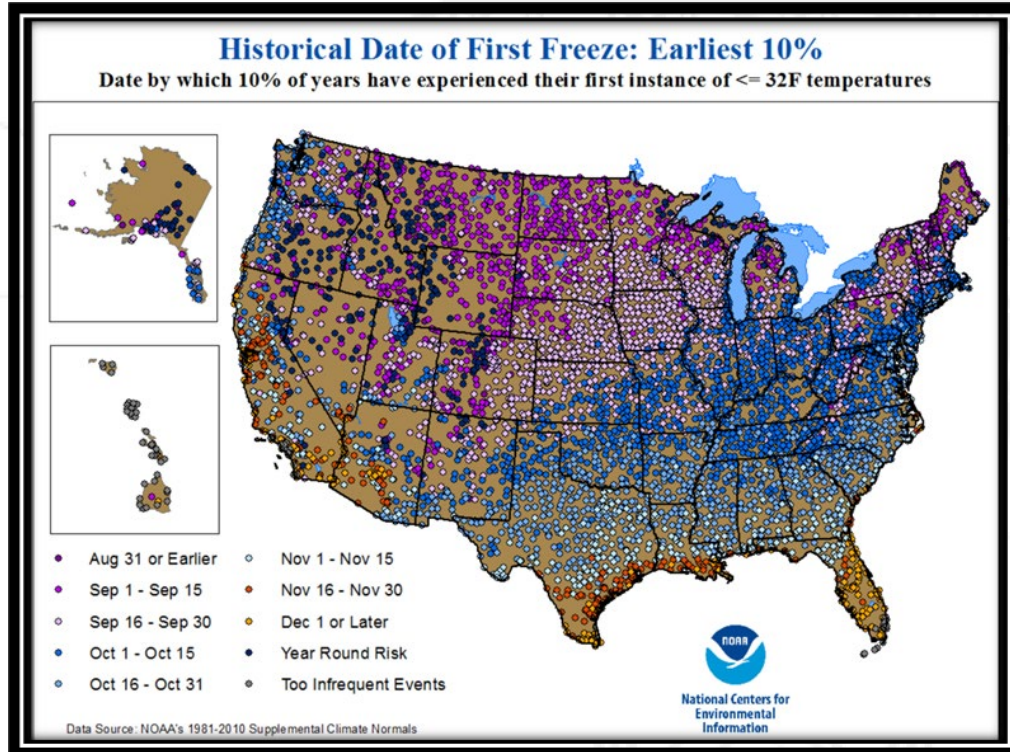 Historical Date of First Freeze: Earliest 10%
Date by which 10% of years have experienced their first instance of <= 32F temperatures
Aug 31 or Earlier
Sep 1 - Sep 15
Sep 16 - Sep 30
Oct 1 - Oct 15
Oct 16 - Oct 31
Nov 1 - Nov 15
Nov 16 - Nov 30
Dec 1 or Later
Year Round Risk
Too Infrequent Events
NOAA
National Centers for
Environmental
Information
Data Source: NOAA's 1981-2010 Supplemental Climate Normals